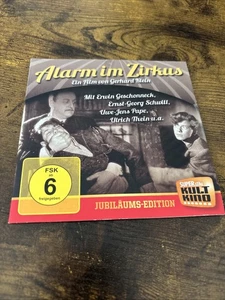 Alarm im Zirkus
Ein Film von Gerhard Klein
Mit Erwin Geschonneck,
Ernst-Georg Schwill,
Uwe-Jens Pape,
Ulrich Thein u.a.
FSK
ab
6
freigegeben
JUBILÄUMS-EDITION
SUPERillu
KULT
KINO